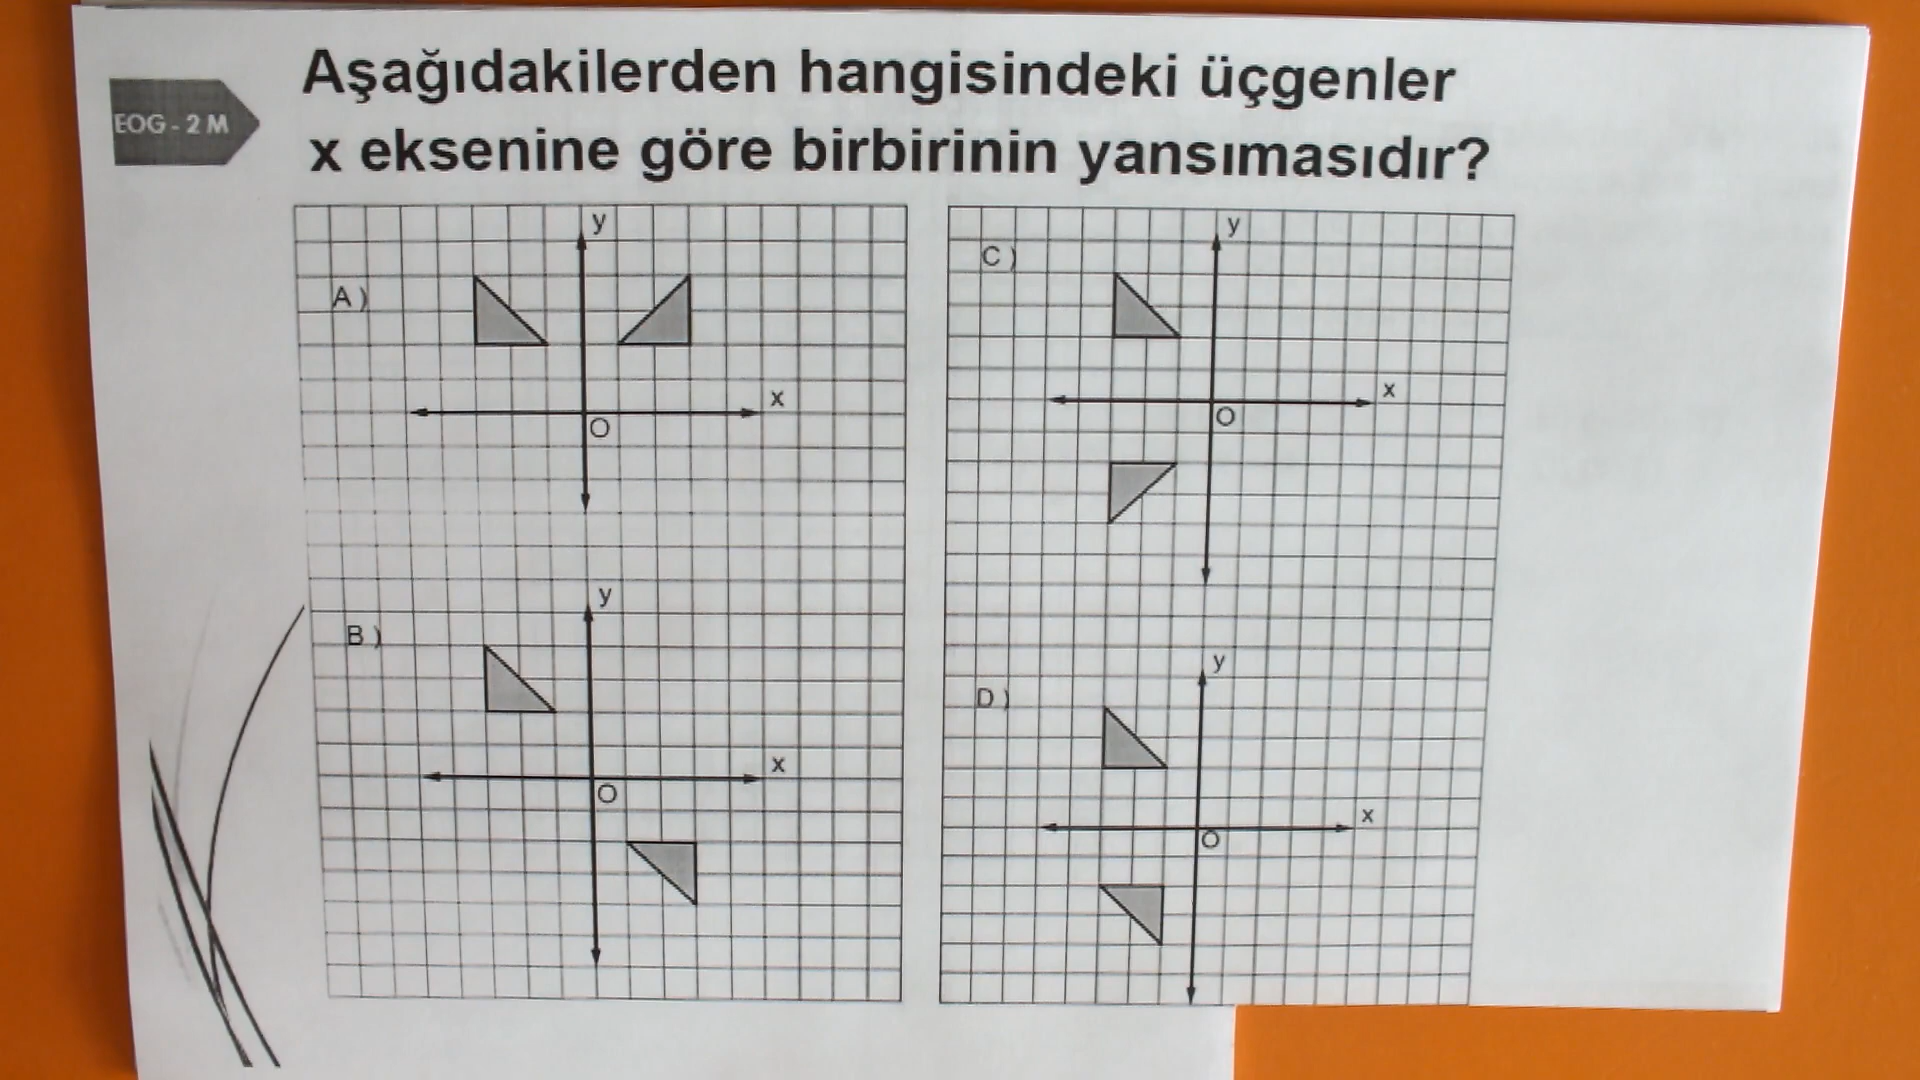 Aşağıdakilerden hangisindeki üçgenler
EOG - 2 M
x eksenine göre birbirinin yansımasıdır?
A )
y
x
O
C )
y
x
O
B )
y
x
O
D )
y
x
O